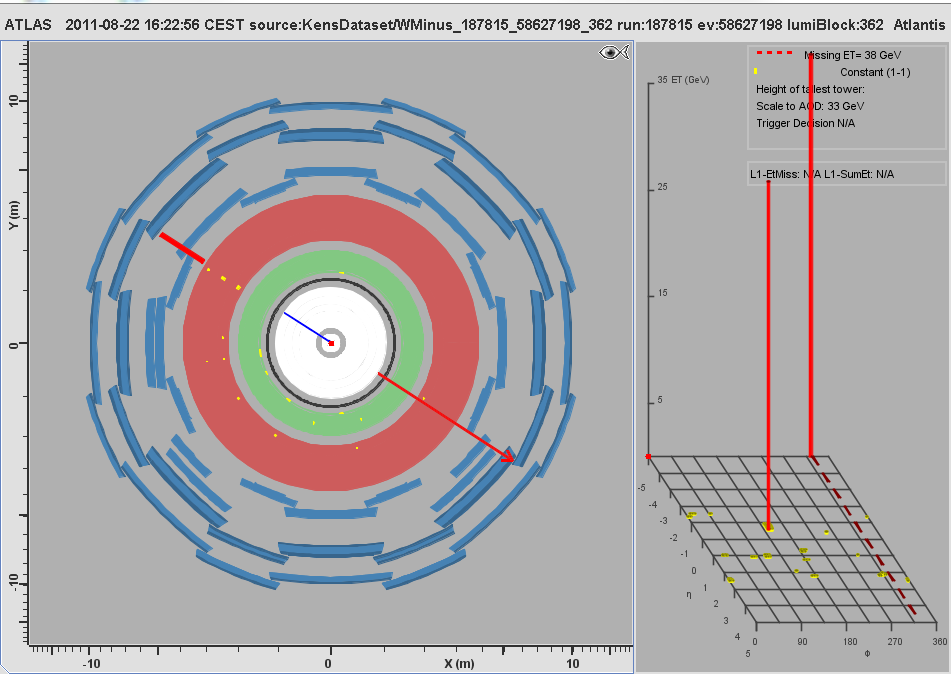 ATLAS 2011-08-22 16:22:56 CEST source:KensDataset/WMinus_187815_58627198_362 run:187815 ev:58627198 lumiBlock:362 Atlantis
Missing ET= 38 GeV
Constant (1-1)
Height of tallest tower:
Scale to AOD: 33 GeV
Trigger Decision N/A
L1-EtMiss: N/A L1-SumEt: N/A
35 ET (GeV)
25
15
5
10
Y (m)
0
-10
-10
0
X (m)
10
-5
-4
-3
-2
-1
0
1
2
3
4
5
η
0
90
180
270
360
Φ